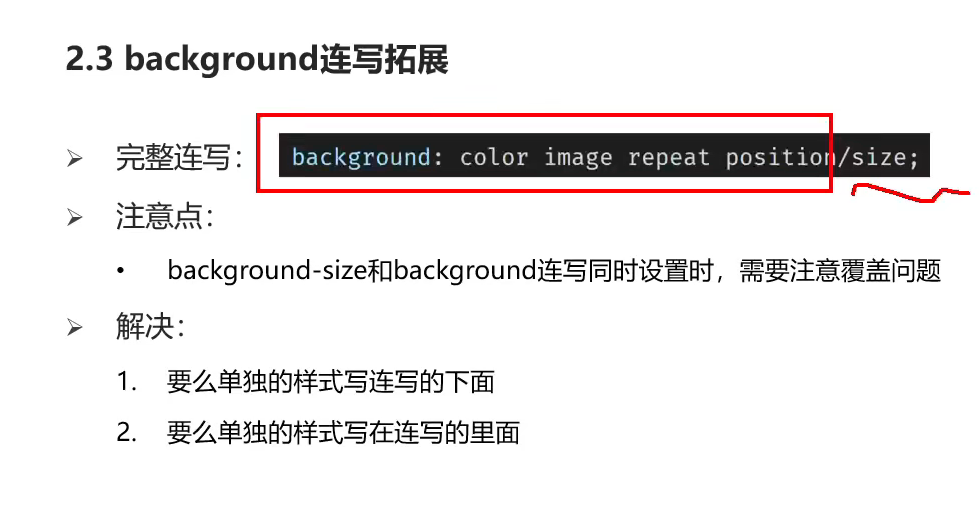 2.3 background连写拓展
完整连写：background: color image repeat position/size;
注意点：
background-size和background连写同时设置时，需要注意覆盖问题
解决：
1. 要么单独的样式写连写的下面
2. 要么单独的样式写在连写的里面